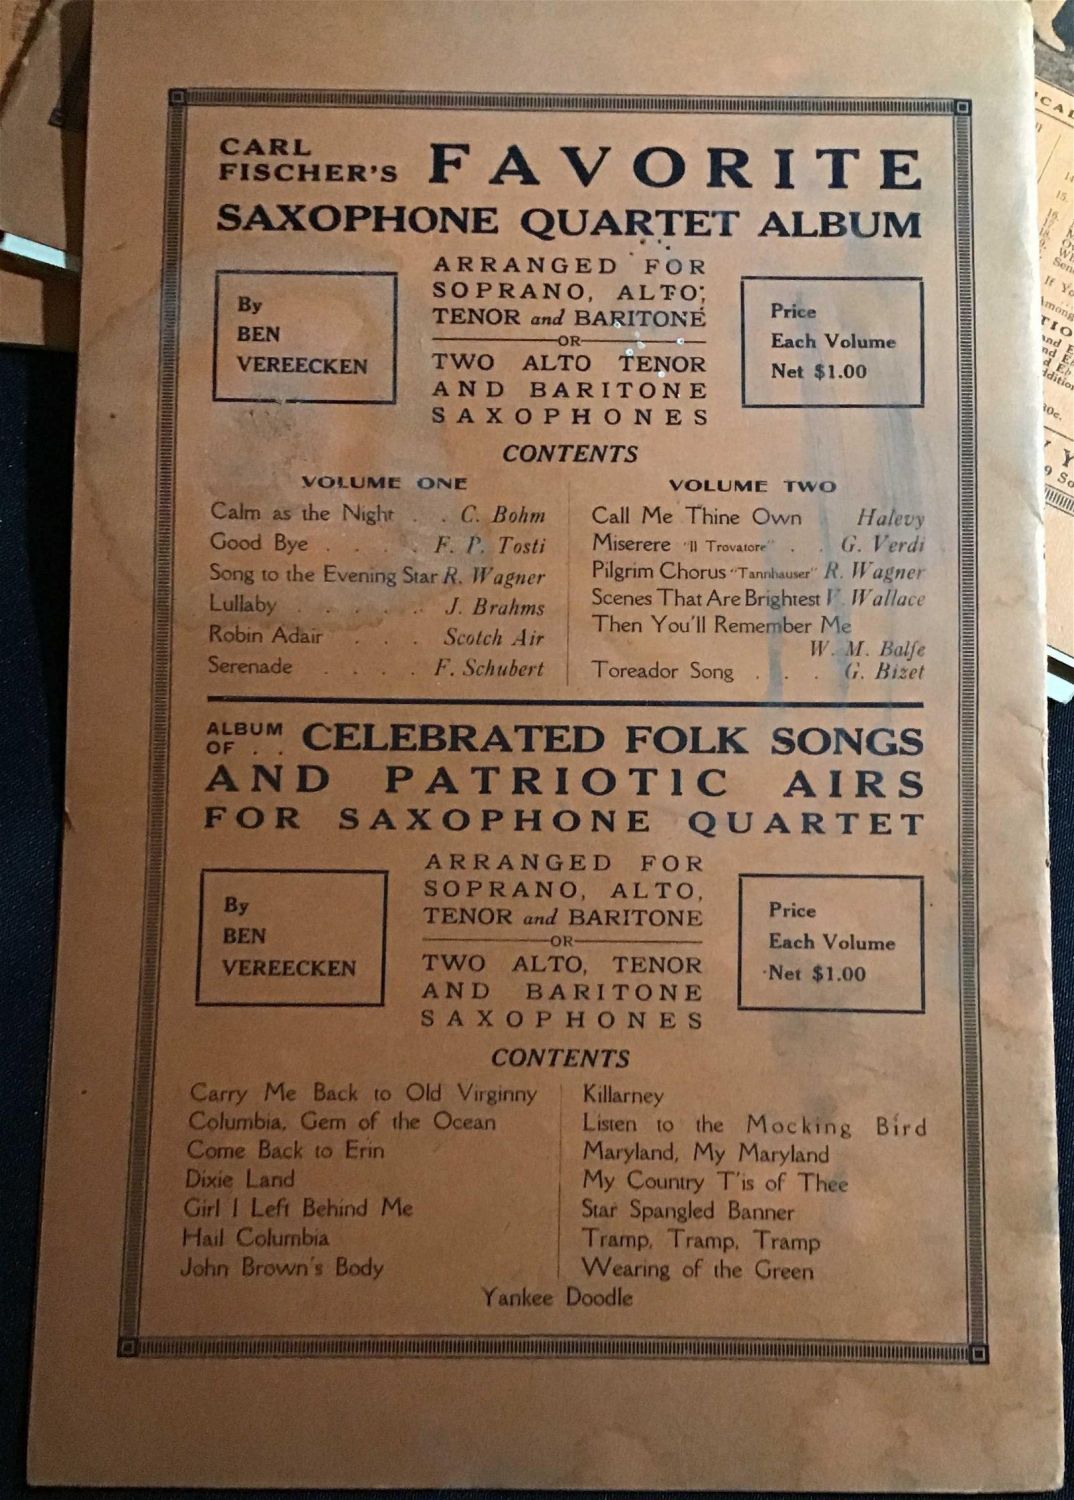 CARL
FISCHER'S FAVORITE
SAXOPHONE QUARTET ALBUM
By
BEN
VEREECKEN
ARRANGED FOR
SOPRANO, ALTO,
TENOR and BARITONE
OR
TWO ALTO TENOR
AND BARITONE
SAXOPHONES
Price
Each Volume
Net $1.00
CONTENTS
VOLUME ONE
Calm as the Night . . C. Bohm
Good Bye . . . . F. P. Tosti
Song to the Evening Star R. Wagner
Lullaby . . . . . J. Brahms
Robin Adair . . . Scotch Air
Serenade . . . . F. Schubert
VOLUME TWO
Call Me Thine Own Halevy
Miserere "Il Trovatore" . . G. Verdi
Pilgrim Chorus "Tannhauser" R. Wagner
Scenes That Are Brightest V. Wallace
Then You'll Remember Me
W. M. Balfe
Toreador Song . . . G. Bizet
ALBUM
OF . . CELEBRATED FOLK SONGS
AND PATRIOTIC AIRS
FOR SAXOPHONE QUARTET
By
BEN
VEREECKEN
ARRANGED FOR
SOPRANO, ALTO,
TENOR and BARITONE
OR
TWO ALTO, TENOR
AND BARITONE
SAXOPHONES
Price
Each Volume
Net $1.00
CONTENTS
Carry Me Back to Old Virginny
Columbia, Gem of the Ocean
Come Back to Erin
Dixie Land
Girl I Left Behind Me
Hail Columbia
John Brown's Body
Killarney
Listen to the Mocking Bird
Maryland, My Maryland
My Country T'is of Thee
Star Spangled Banner
Tramp, Tramp, Tramp
Wearing of the Green
Yankee Doodle